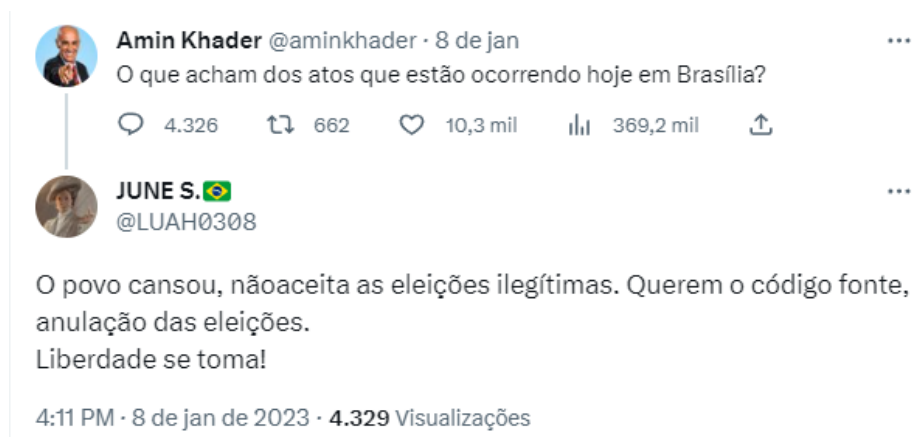 Amin Khader @aminkhader · 8 de jan
O que acham dos atos que estão ocorrendo hoje em Brasília?
4.326 662 10,3 mil 369,2 mil
JUNE S.🇧🇷
@LUAH0308
O povo cansou, nãoaceita as eleições ilegítimas. Querem o código fonte,
anulação das eleições.
Liberdade se toma!
4:11 PM · 8 de jan de 2023 · 4.329 Visualizações